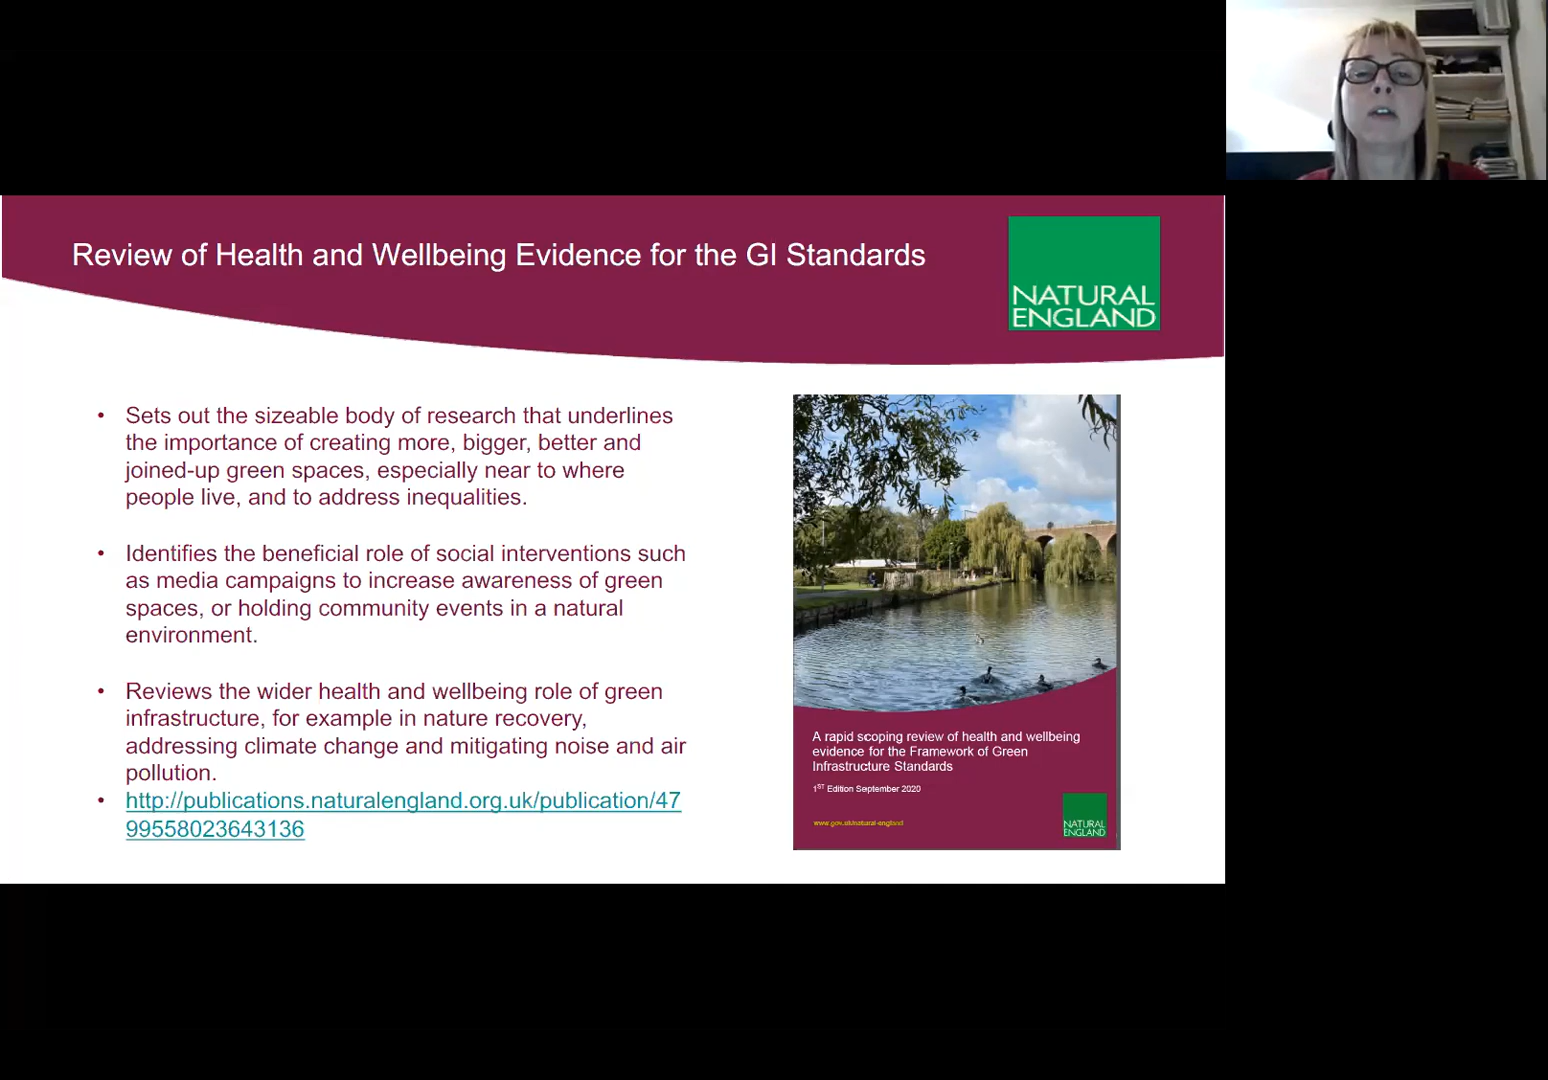 Review of Health and Wellbeing Evidence for the GI Standards
NATURAL
ENGLAND
• Sets out the sizeable body of research that underlines
the importance of creating more, bigger, better and
joined-up green spaces, especially near to where
people live, and to address inequalities.
• Identifies the beneficial role of social interventions such
as media campaigns to increase awareness of green
spaces, or holding community events in a natural
environment.
• Reviews the wider health and wellbeing role of green
infrastructure, for example in nature recovery,
addressing climate change and mitigating noise and air
pollution.
• http://publications.naturalengland.org.uk/publication/47
99558023643136
A rapid scoping review of health and wellbeing
evidence for the Framework of Green
Infrastructure Standards
1ST Edition September 2020
www.gov.uk/natural-england
NATURAL
ENGLAND